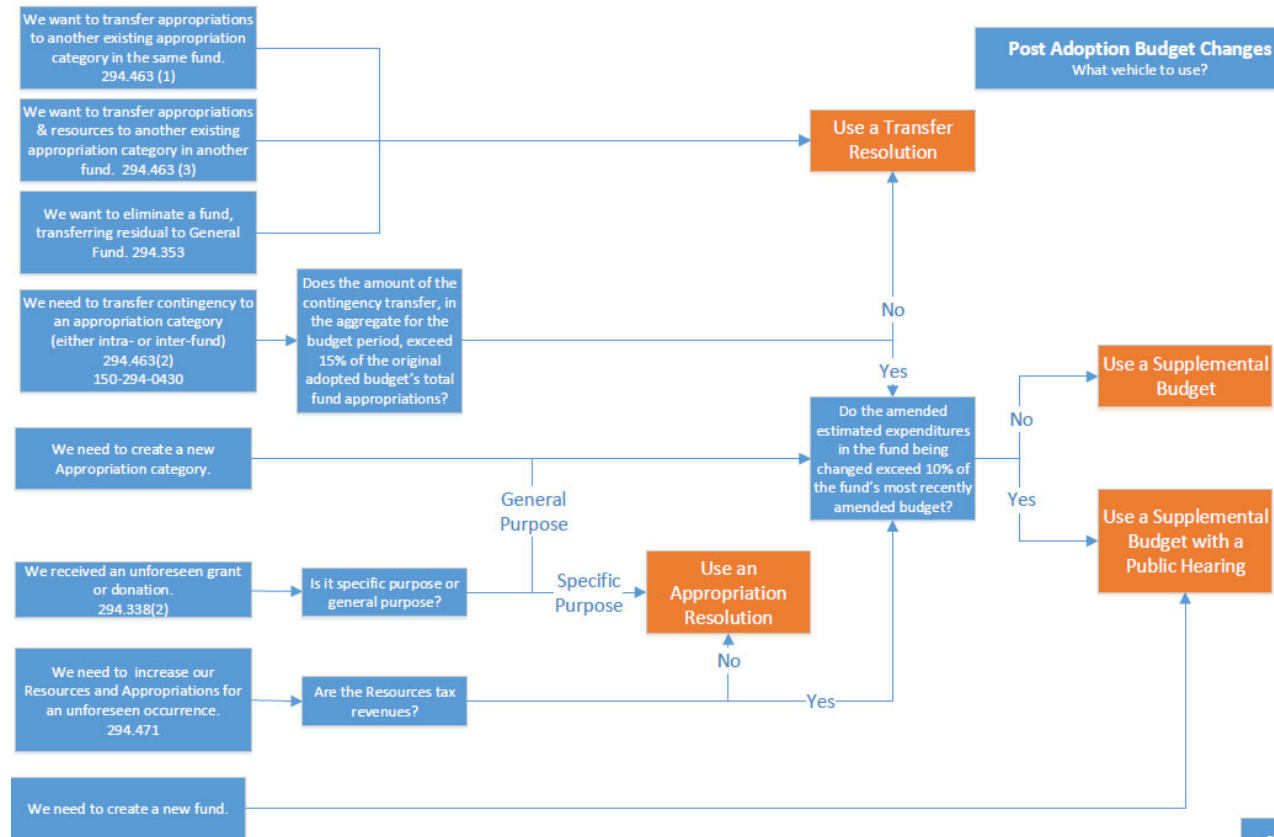 We want to transfer appropriations
to another existing appropriation
category in the same fund.
294.463 (1)
Post Adoption Budget Changes
What vehicle to use?
We want to transfer appropriations
& resources to another existing
appropriation category in another
fund. 294.463 (3)
Use a Transfer
Resolution
We want to eliminate a fund,
transferring residual to General
Fund. 294.353
We need to transfer contingency to
an appropriation category
(either intra- or inter-fund)
294.463(2)
150-294-0430
Does the amount of the
contingency transfer, in
the aggregate for the
budget period, exceed
15% of the original
adopted budget's total
fund appropriations?
No
Yes
Use a Supplemental
Budget
No
Do the amended
estimated expenditures
in the fund being
changed exceed 10% of
the fund's most recently
amended budget?
Yes
We need to create a new
Appropriation category.
General
Purpose
Use a Supplemental
Budget with a
Public Hearing
We received an unforeseen grant
or donation.
294.338(2)
Is it specific purpose or
general purpose?
Specific
Purpose
Use an
Appropriation
Resolution
We need to  increase our
Resources and Appropriations for
an unforeseen occurrence.
294.471
Are the Resources tax
revenues?
No
Yes
We need to create a new fund.